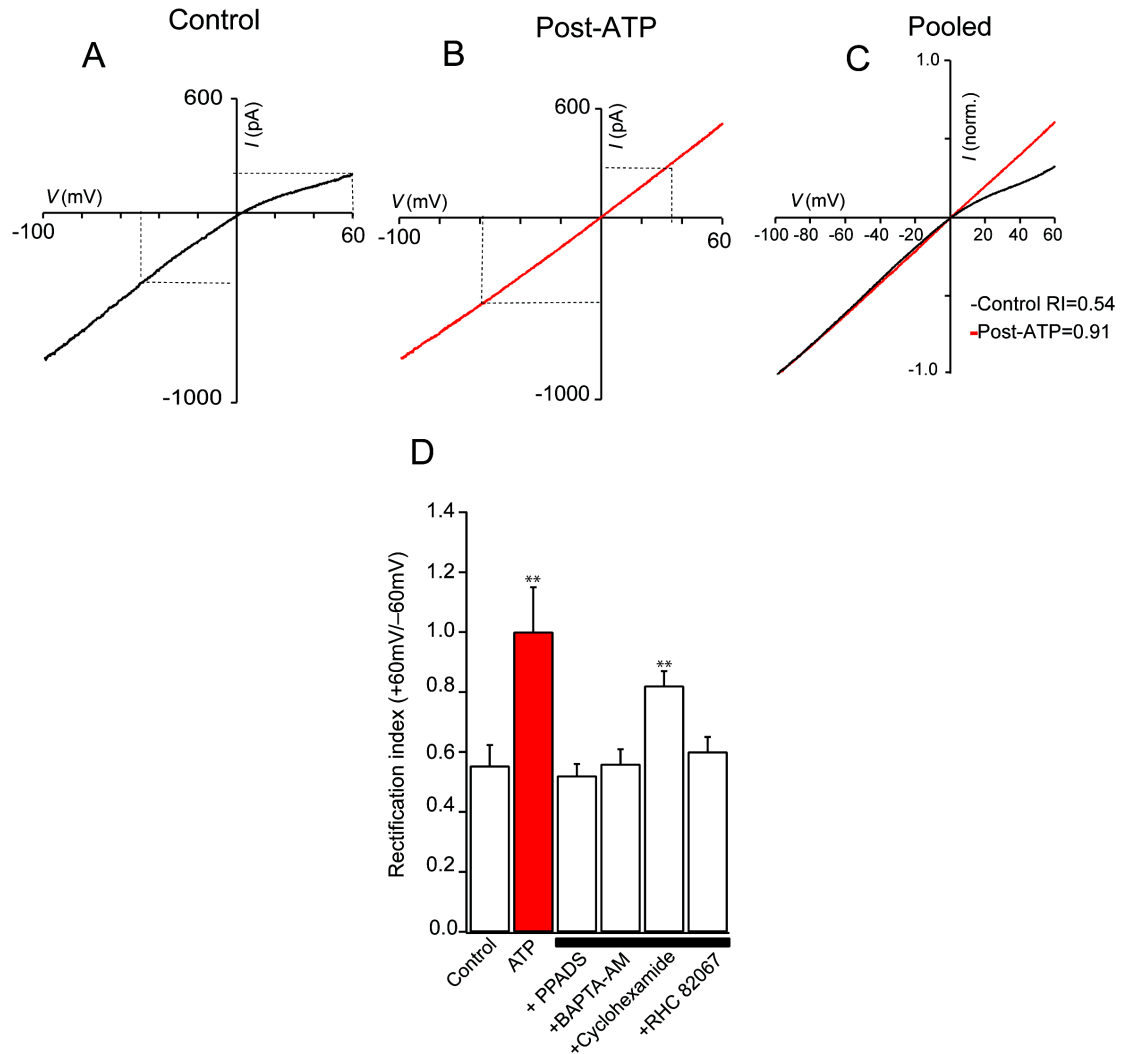 Control
Post-ATP
Pooled
A
B
C
600
I (pA)
V (mV)
-100
60
-1000
600
I (pA)
V (mV)
-100
60
-1000
1.0
I (norm.)
V (mV)
-100 -80 -60 -40 -20 20 40 60
-Control RI=0.54
Post-ATP=0.91
-1.0
D
Rectification index (+60mV/–60mV)
1.4
1.2
1.0
0.8
0.6
0.4
0.2
0.0
**
**
Control
ATP
+ PPADS
+BAPTA-AM
+Cyclohexamide
+RHC 82067